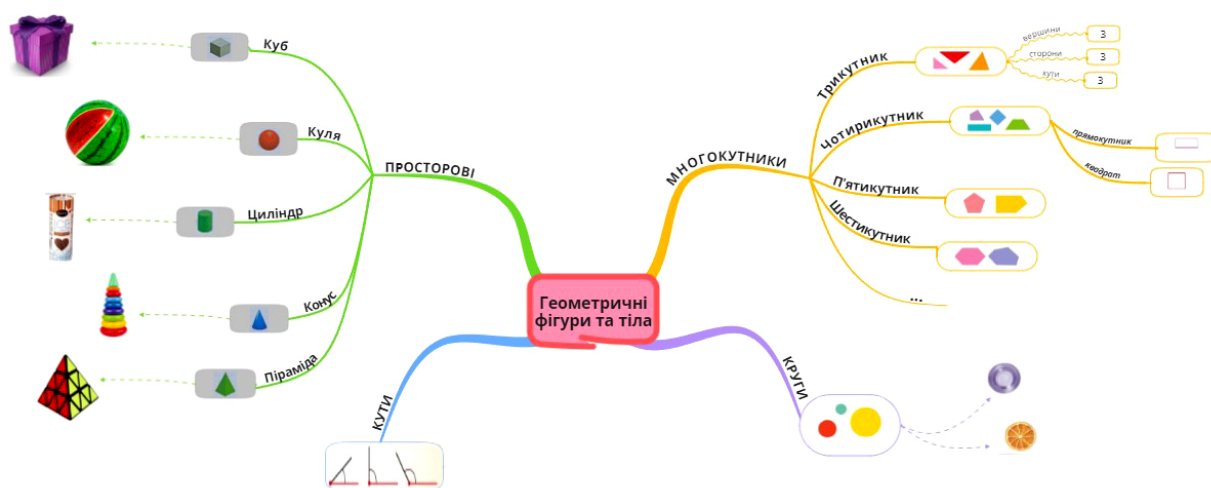 Геометричні
фігури та тіла
ПРОСТОРОВІ
Куб
Куля
Циліндр
Конус
Піраміда
МНОГОКУТНИКИ
Трикутник
вершини
3
сторони
3
кути
3
Чотирикутник
прямокутник
квадрат
П'ятикутник
Шестикутник
...
КРУГИ
КУТИ